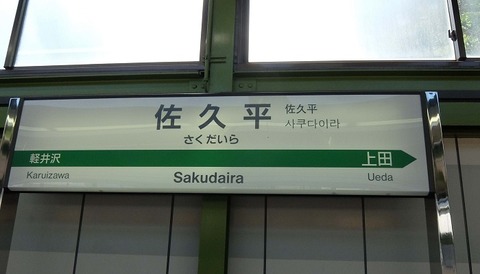 佐久平
さくだいら
佐久平
사쿠다이라
軽井沢
Karuizawa
Sakudaira
上田
Ueda